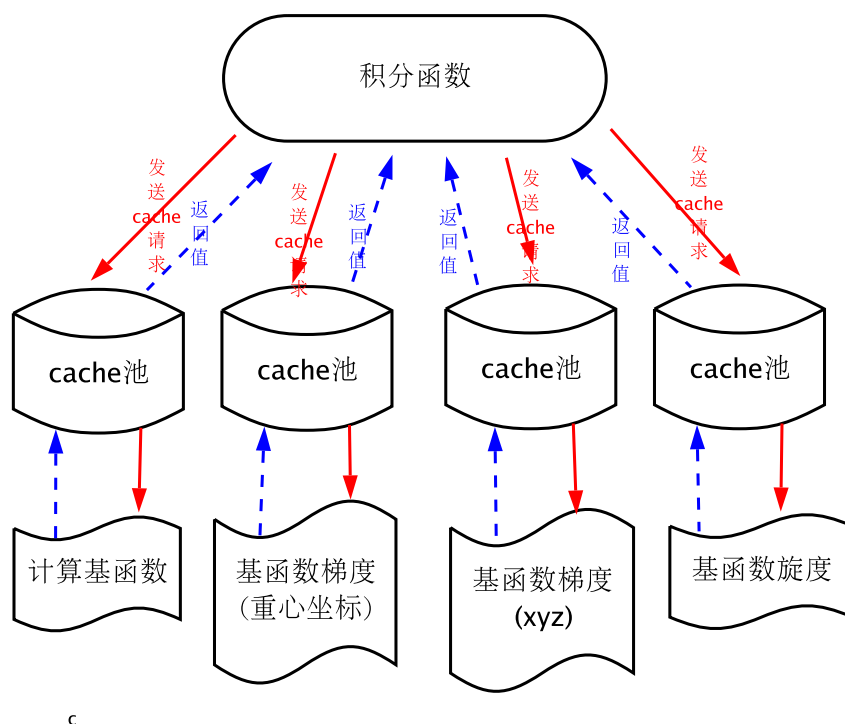 积分函数
发
送
cache
请
求
返
回
值
发
送
cache
请
求
返
回
值
返
回
值
发
送
cache
请
求
返
回
值
发
送
cache
请
求
cache池
cache池
cache池
cache池
计算基函数
基函数梯度
(重心坐标)
基函数梯度
(xyz)
基函数旋度
c